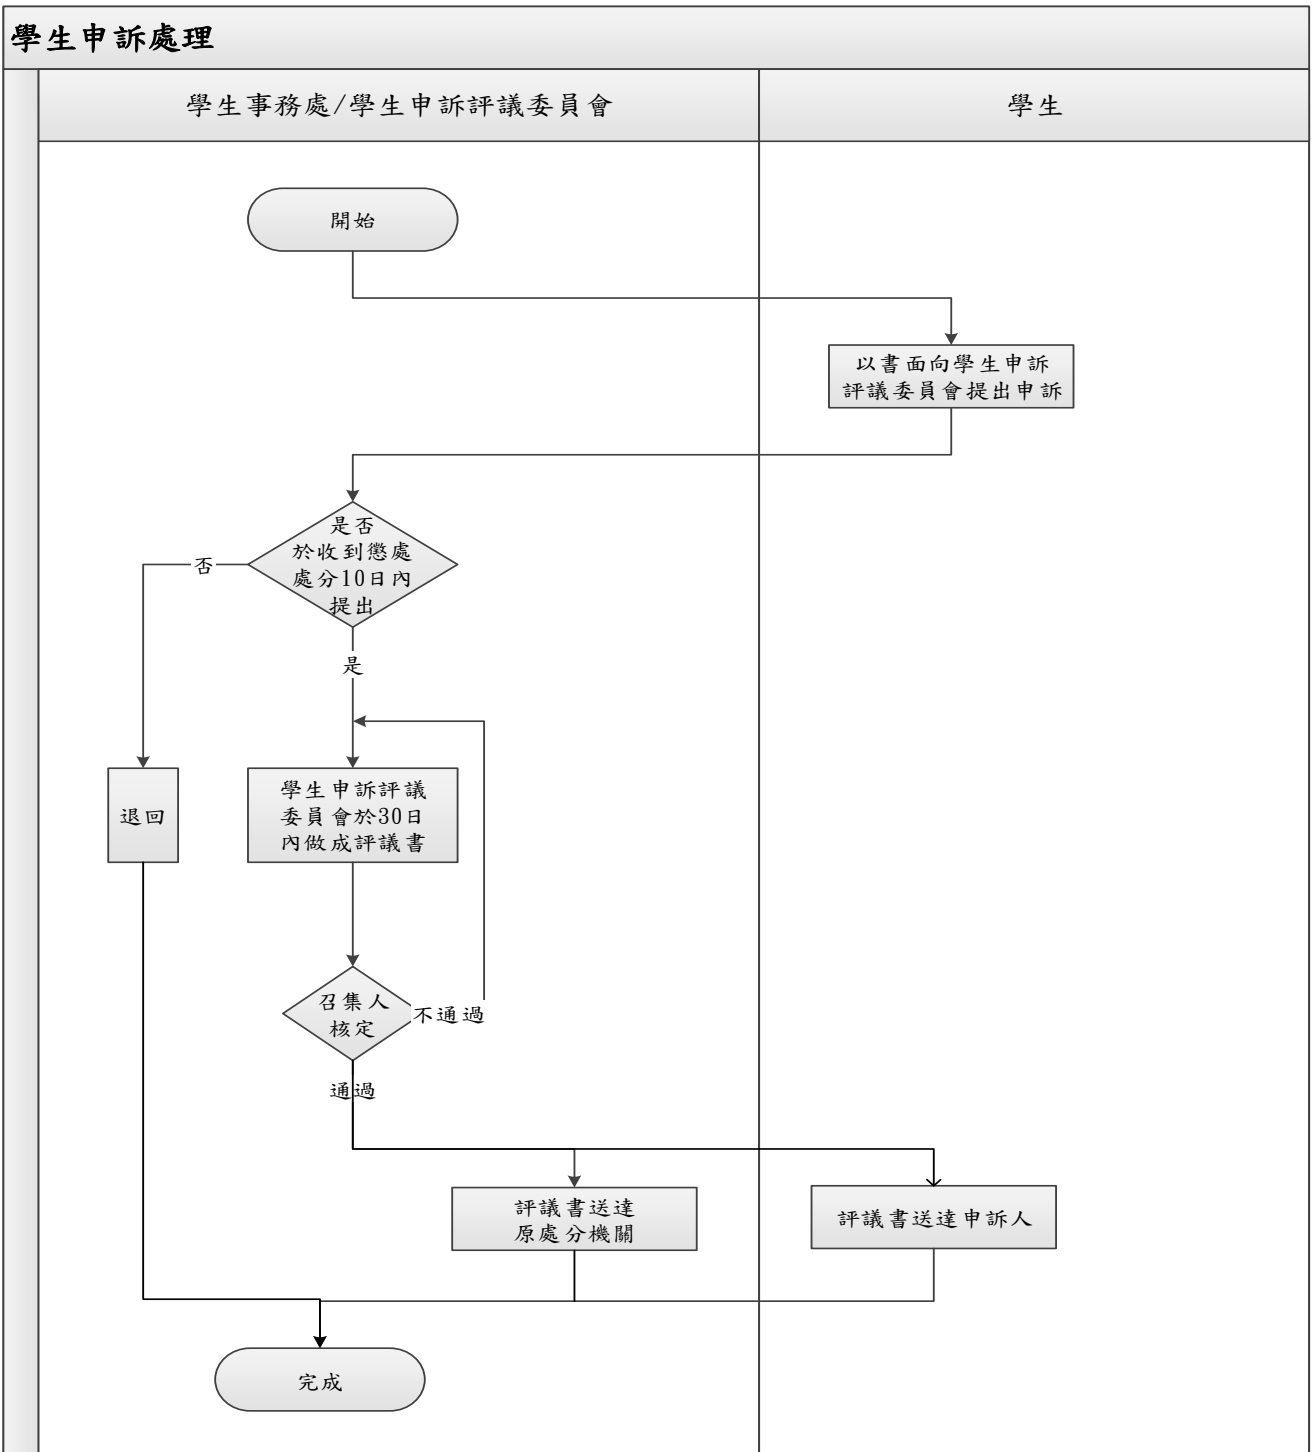 學生申訴處理
學生事務處/學生申訴評議委員會
學生
開始
以書面向學生申訴
評議委員會提出申訴
是否
於收到懲處
處分10日內
提出
否
是
退回
學生申訴評議
委員會於30日
內做成評議書
召集人
核定
不通過
通過
評議書送達
原處分機關
評議書送達申訴人
完成